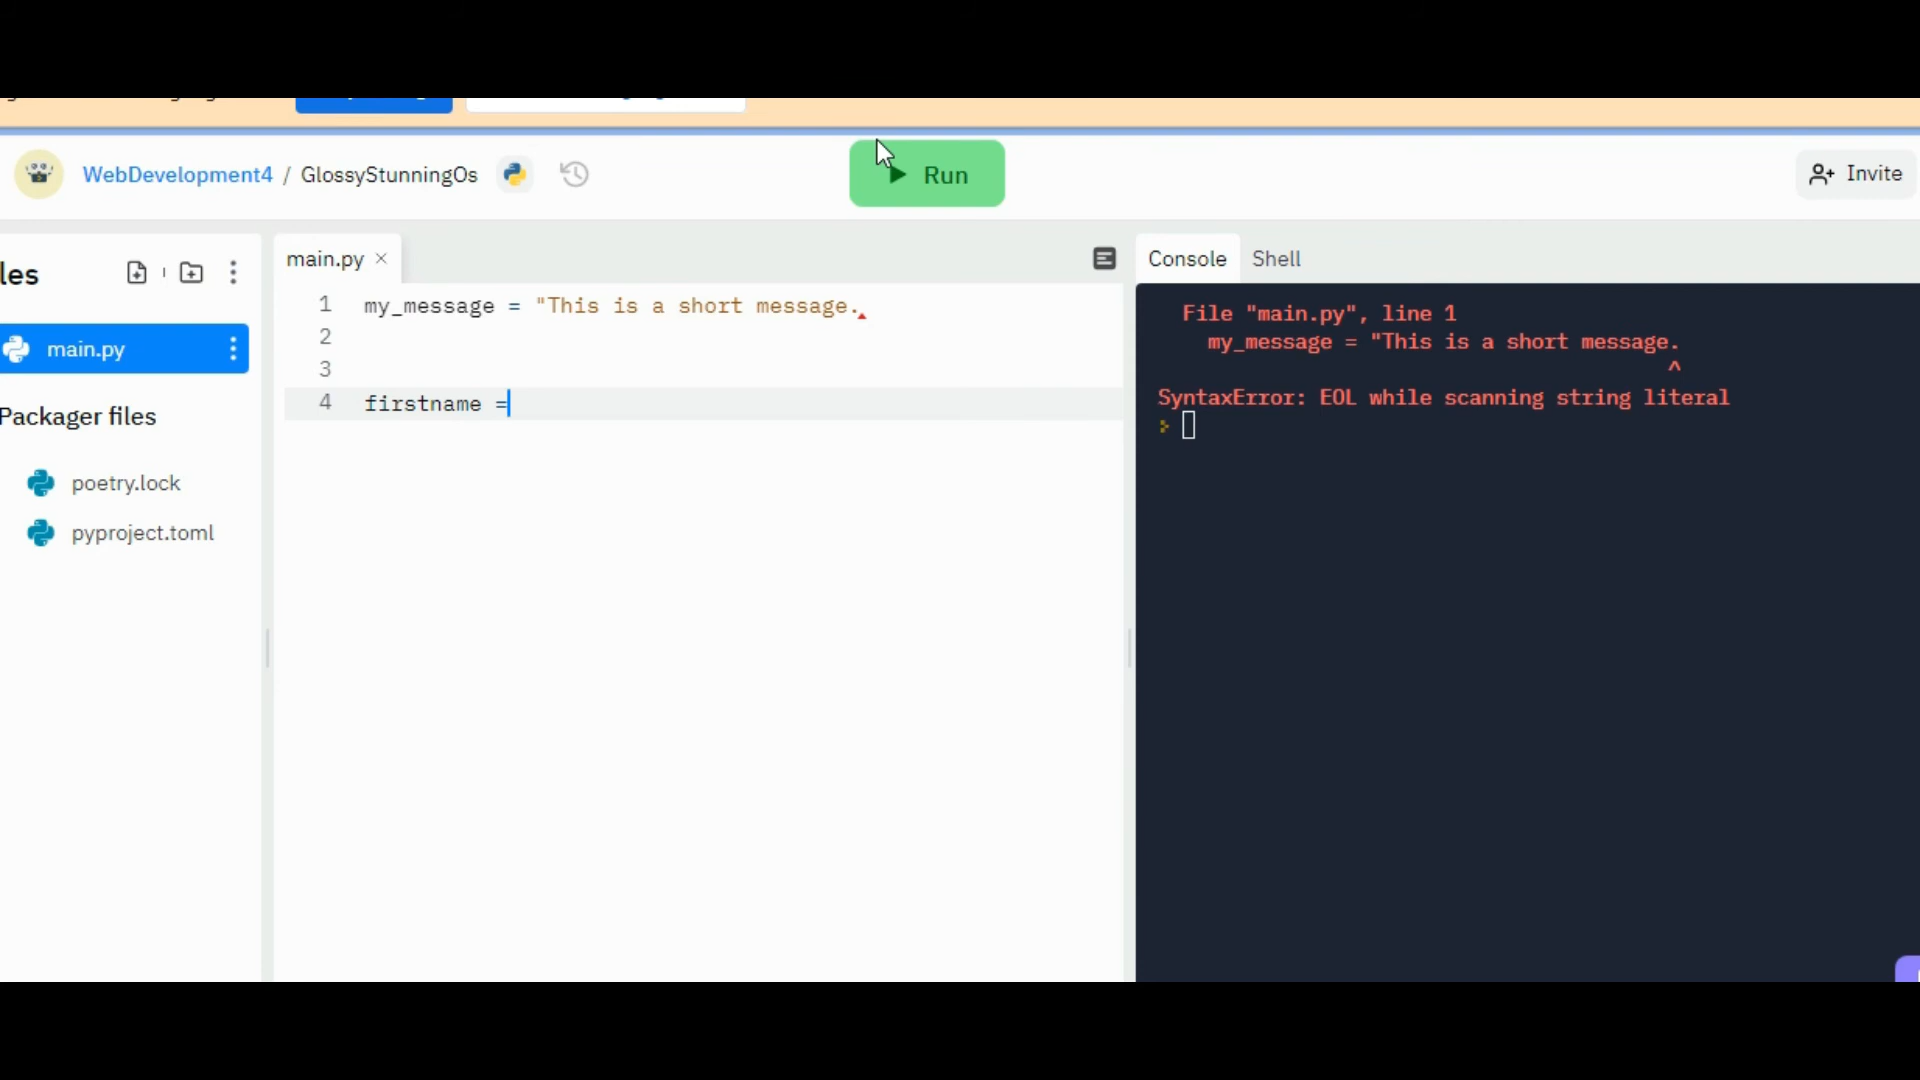 WebDevelopment4 / GlossyStunningOs
Run
Invite
les
main.py
Packager files
poetry.lock
pyproject.toml
main.py ×
1 my_message = "This is a short message.
2
3
4 firstname =
Console Shell
File "main.py", line 1
my_message = "This is a short message.
^
SyntaxError: EOL while scanning string literal